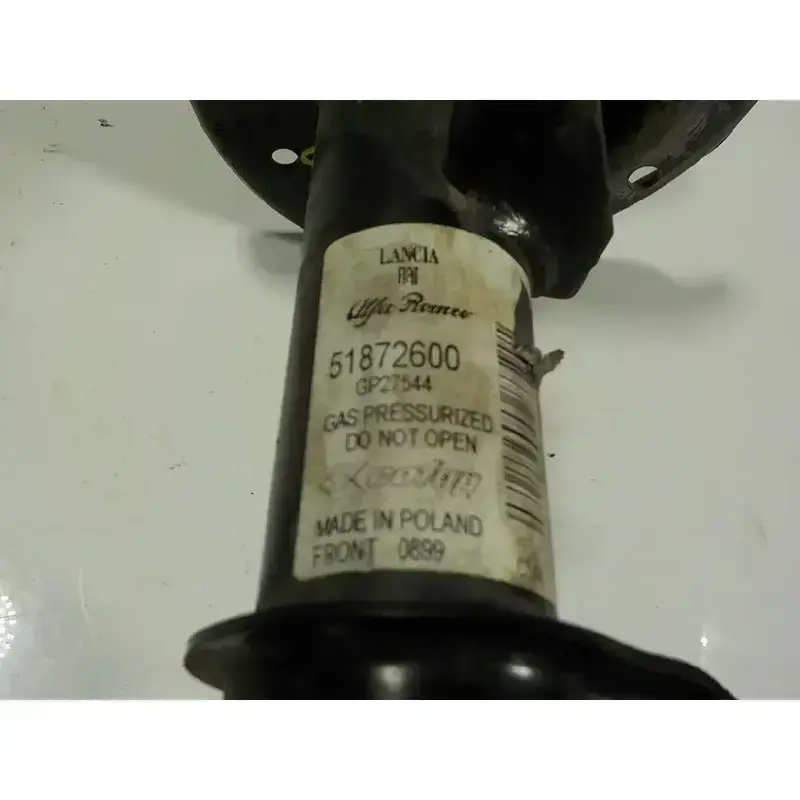 LANCIA
FIAT
Alfa Romeo
51872600
GP27544
GAS PRESSURIZED
DO NOT OPEN
MADE IN POLAND
FRONT 0899